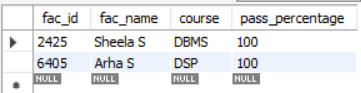 fac_id fac_name course pass_percentage
2425 Sheela S DBMS 100
6405 Arha S DSP 100
NULL NULL NULL NULL